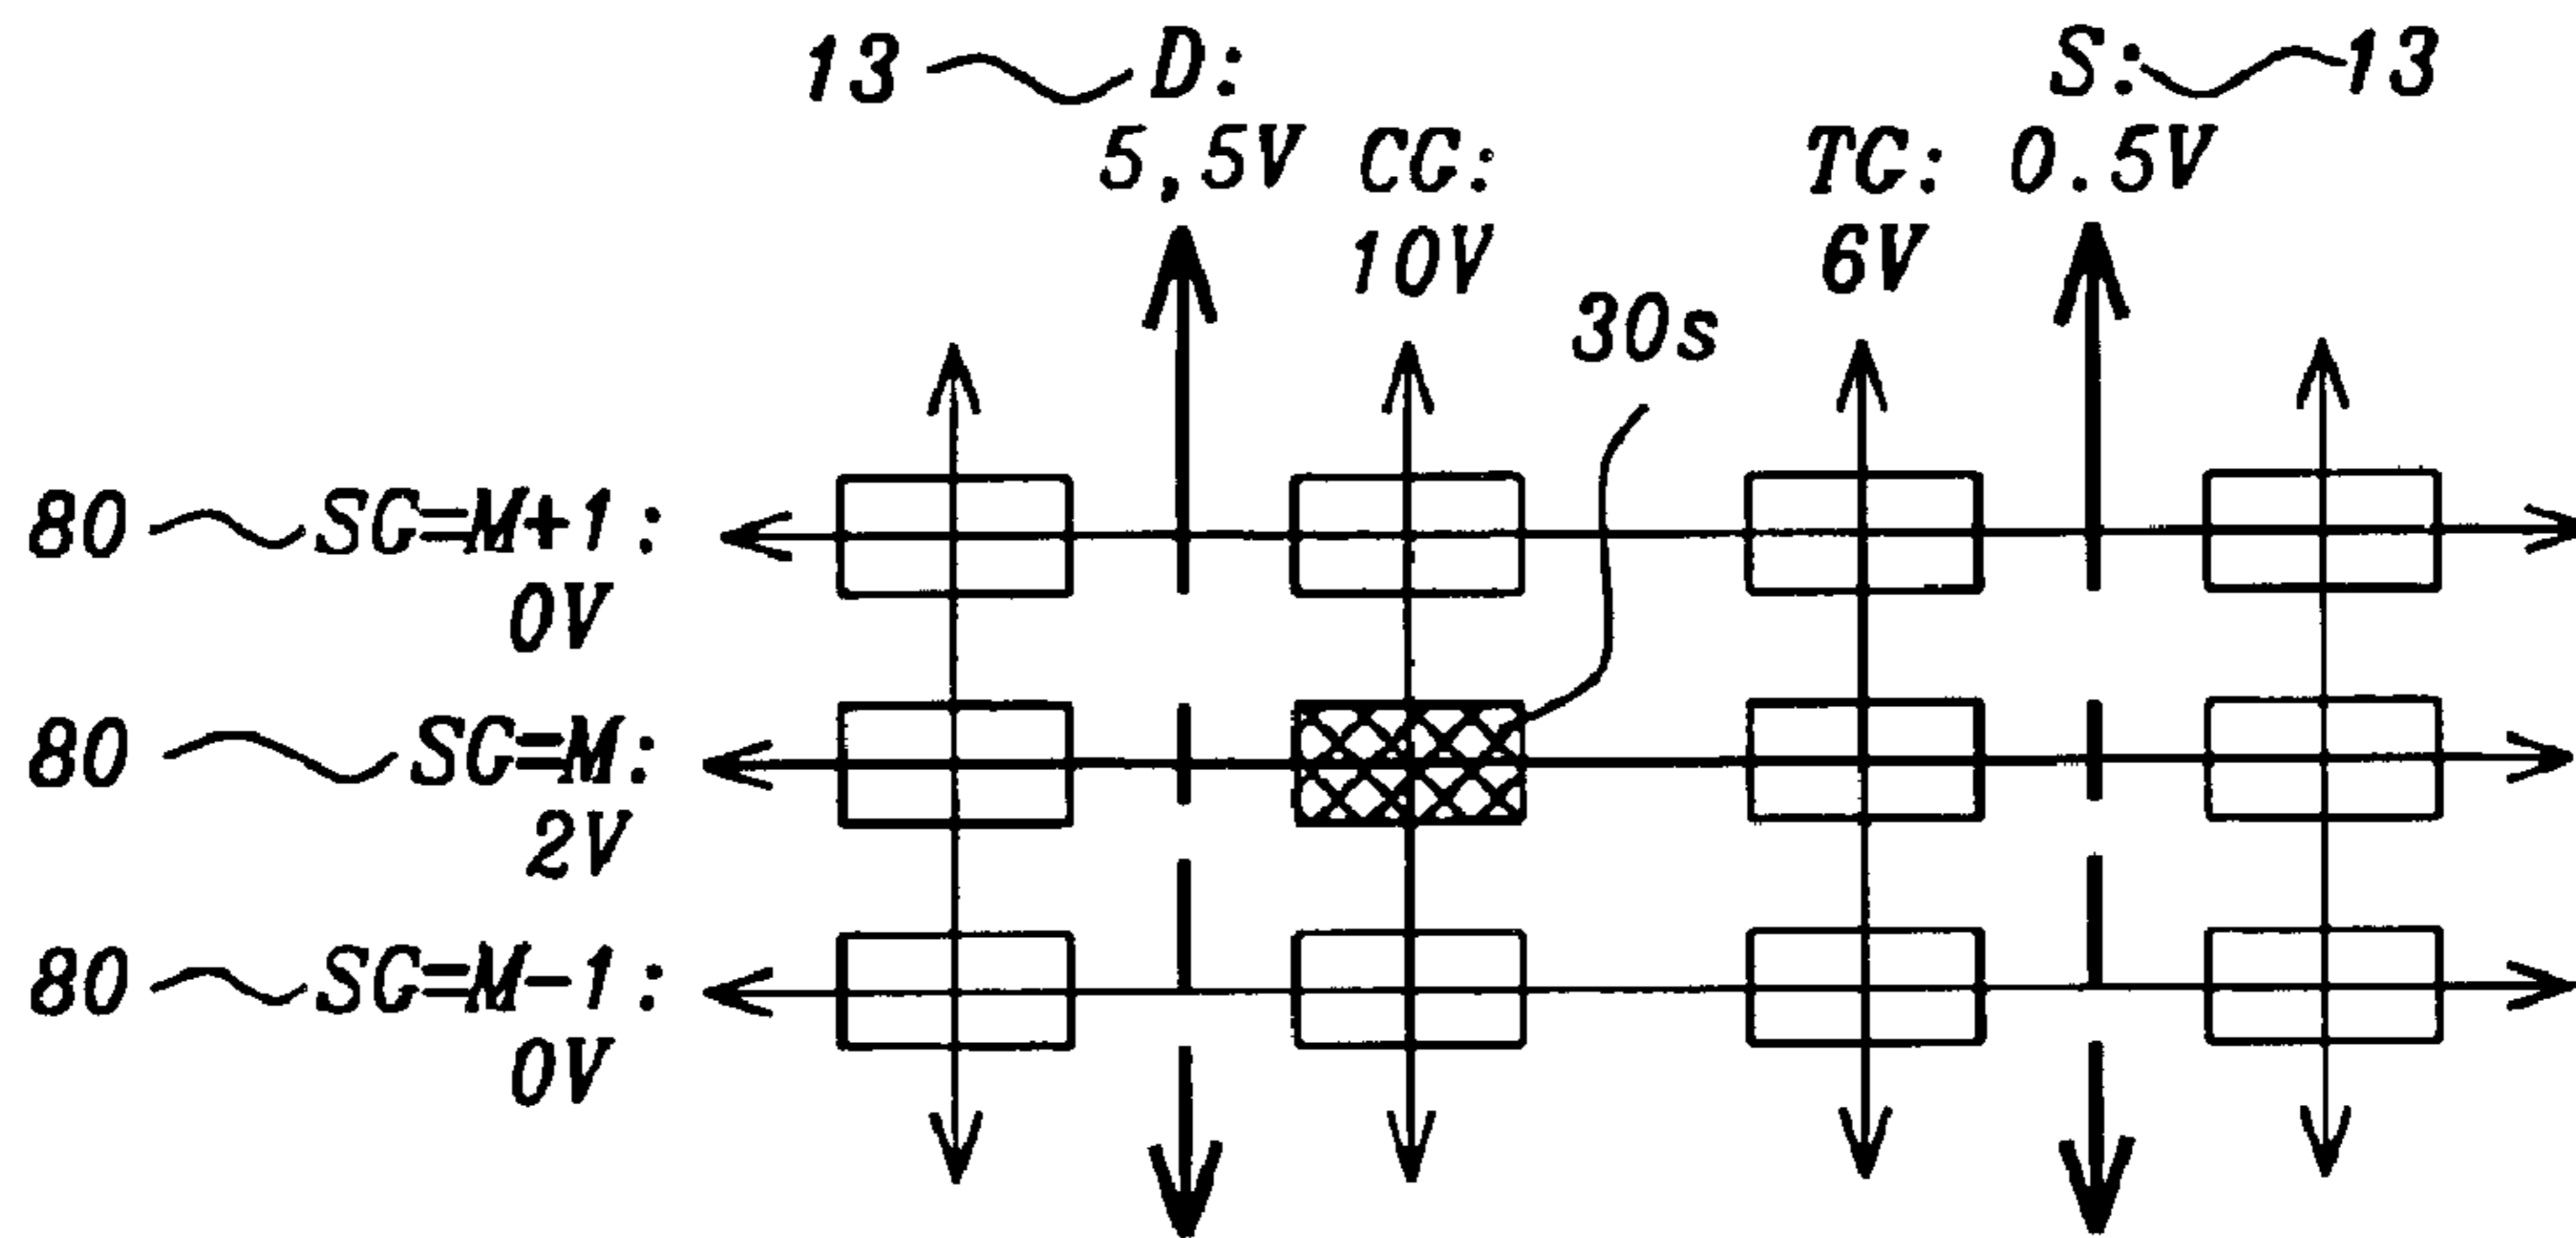 13 D: S: 13
5,5V CG: TG: 0.5V
10V 6V
30s
80 SG=M+1:
0V
80 SG=M:
2V
80 SG=M-1:
0V